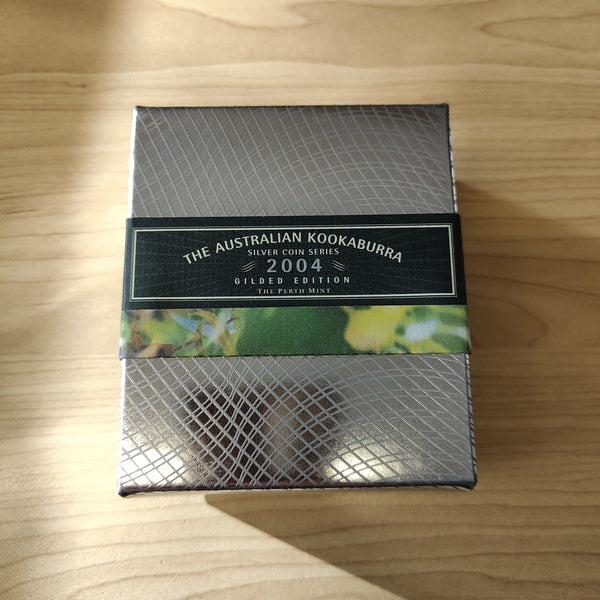 THE AUSTRALIAN KOOKABURRA
SILVER COIN SERIES
2004
GILDED EDITION
THE PERTH MINT